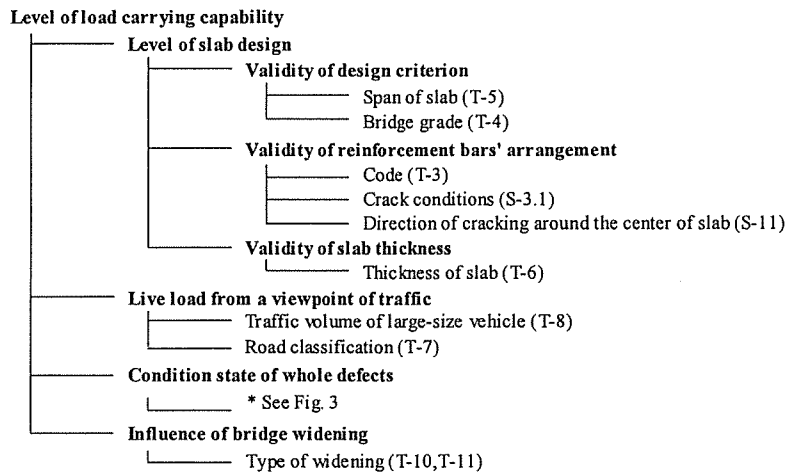 Level of load carrying capability
Level of slab design
Validity of design criterion
Span of slab (T-5)
Bridge grade (T-4)
Validity of reinforcement bars' arrangement
Code (T-3)
Crack conditions (S-3.1)
Direction of cracking around the center of slab (S-11)
Validity of slab thickness
Thickness of slab (T-6)
Live load from a viewpoint of traffic
Traffic volume of large-size vehicle (T-8)
Road classification (T-7)
Condition state of whole defects
* See Fig. 3
Influence of bridge widening
Type of widening (T-10,T-11)